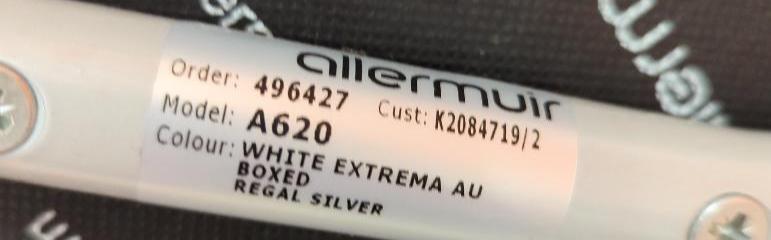 allermuir
Order: 496427 Cust: K2084719/2
Model: A620
Colour: WHITE EXTREMA AU
BOXED
REGAL SILVER